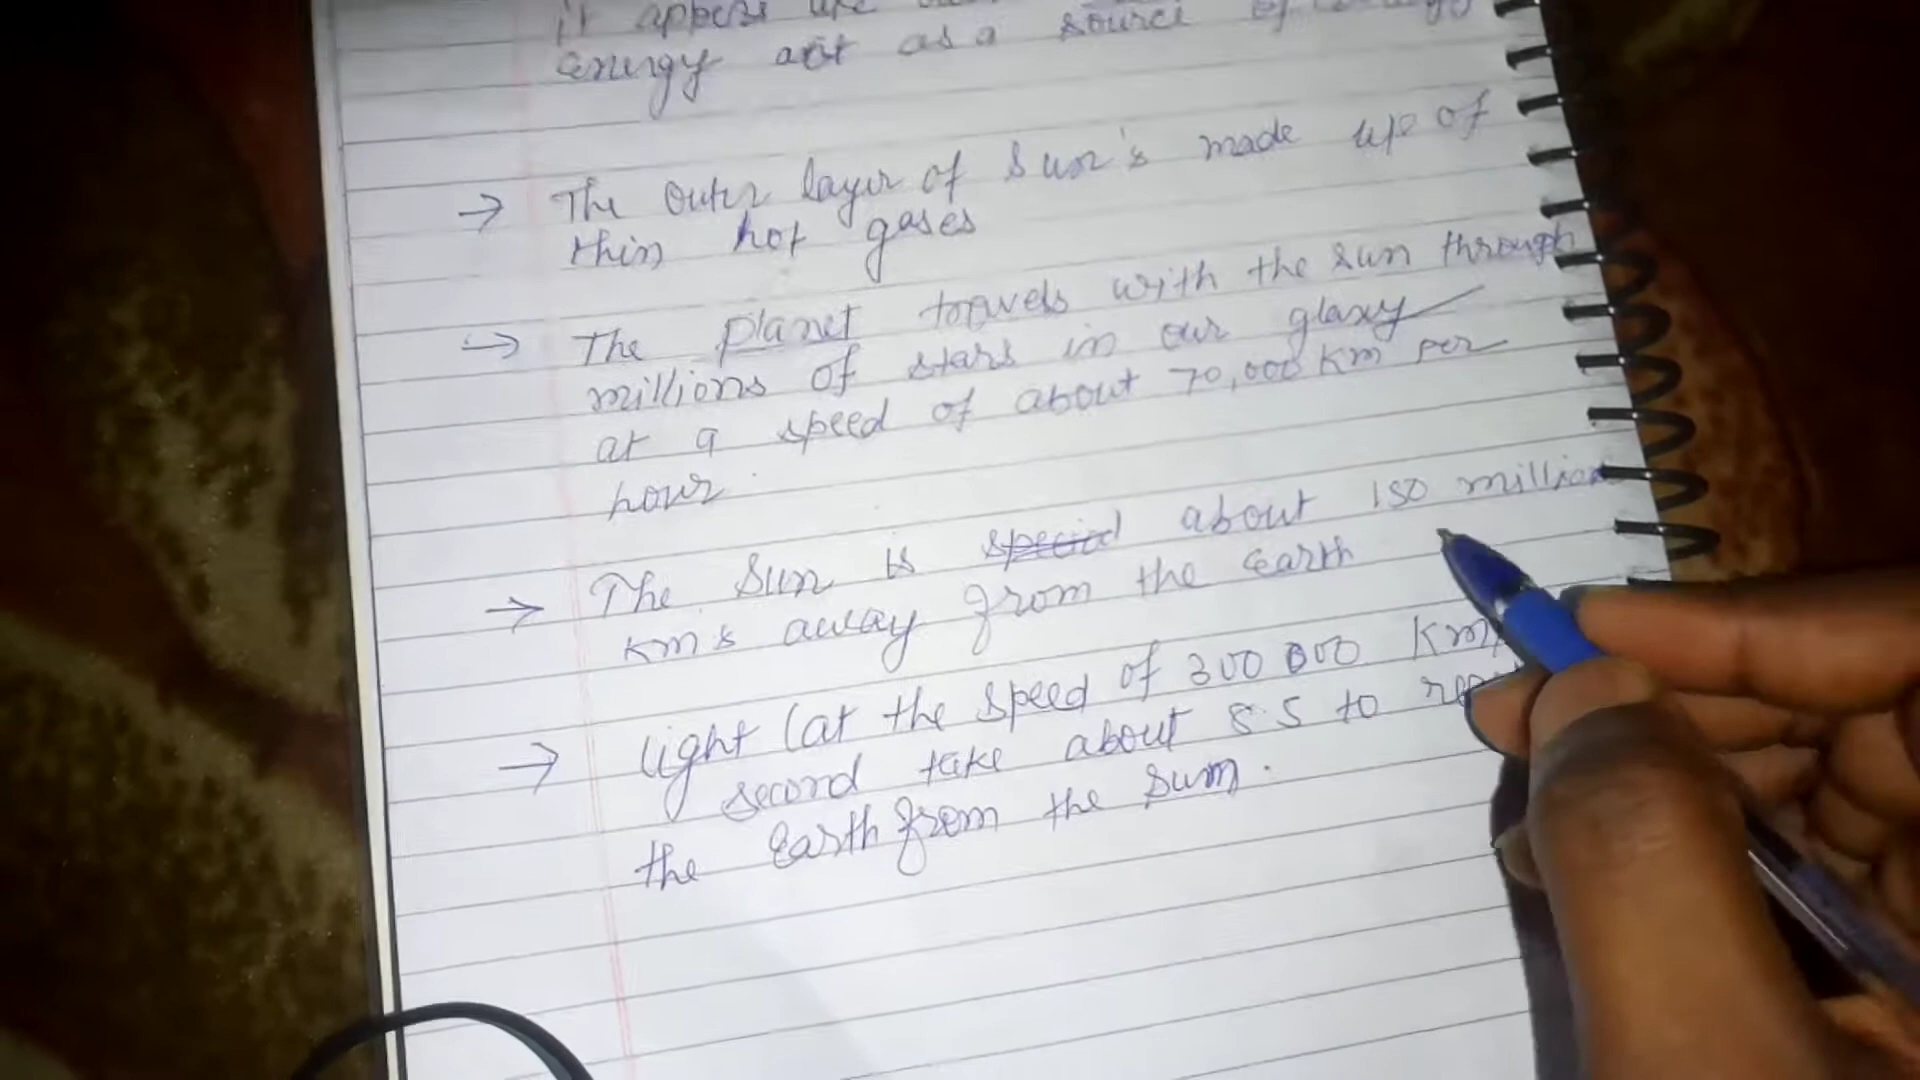 it appers
energy act as a source of
→ The outer layer of Sun's made up of
thin hot gases
→ The planet travels with the sun through
millions of stars in our glaxy
at a speed of about 70,000 Km per
hour.
→ The Sun is about 150 million
Km's away from the earth
→ light (at the speed of 300 000 Km
second take about 8.5 to
the Earth from the Sum.